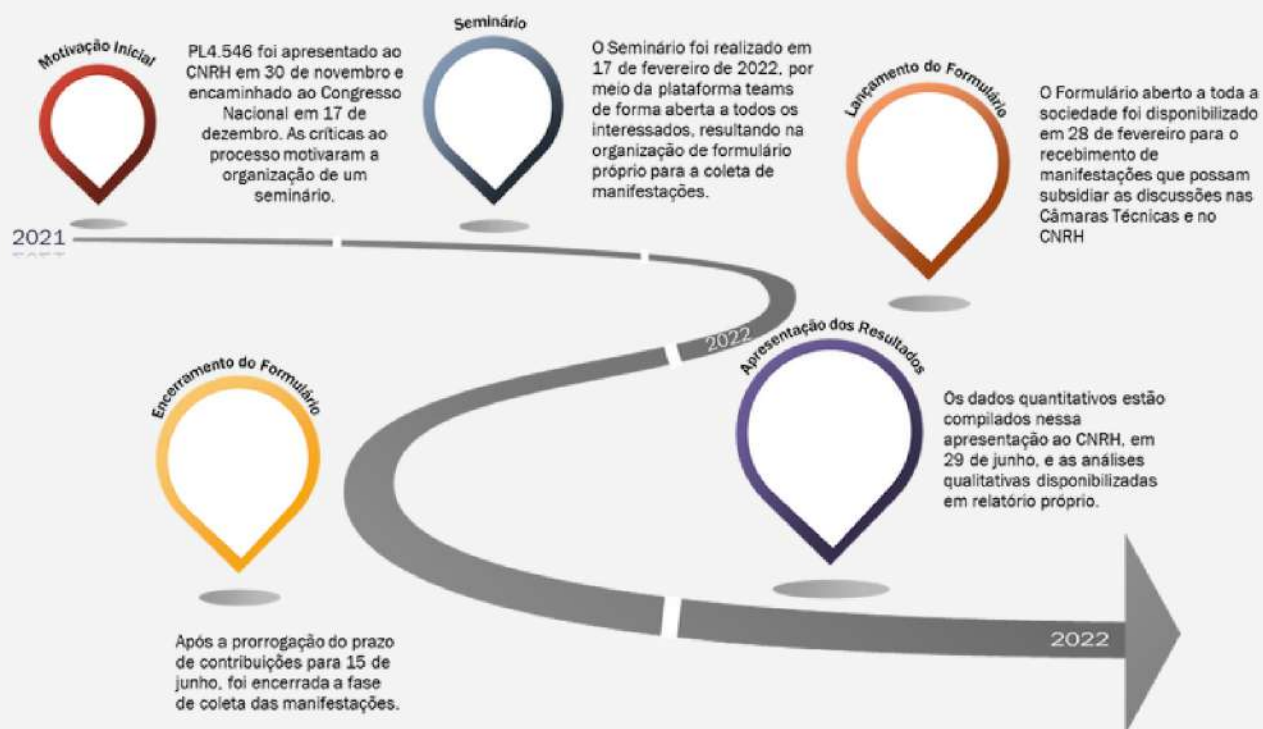 Motivação Inicial
PL4.546 foi apresentado ao
CNRH em 30 de novembro e
encaminhado ao Congresso
Nacional em 17 de
dezembro. As críticas ao
processo motivaram a
organização de um
seminário.
Seminário
O Seminário foi realizado em
17 de fevereiro de 2022, por
meio da plataforma teams
de forma aberta a todos os
interessados, resultando na
organização de formulário
próprio para a coleta de
manifestações.
Lançamento do Formulário
O Formulário aberto a toda a
sociedade foi disponibilizado
em 28 de fevereiro para o
recebimento de
manifestações que possam
subsidiar as discussões nas
Câmaras Técnicas e no
CNRH
2021
2022
Encerramento do Formulário
Após a prorrogação do prazo
de contribuições para 15 de
junho, foi encerrada a fase
de coleta das manifestações.
Apresentação dos Resultados
Os dados quantitativos estão
compilados nessa
apresentação ao CNRH, em
29 de junho, e as análises
qualitativas disponibilizadas
em relatório próprio.
2022